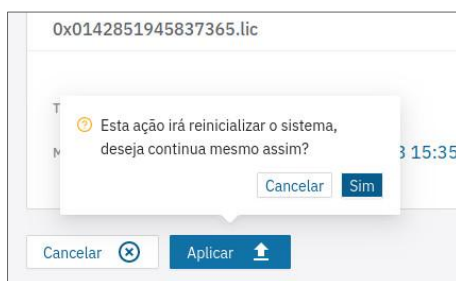 0x0142851945837365.lic
T
Esta ação irá reinicializar o sistema,
deseja continua mesmo assim?
M
3 15:35
Cancelar
Sim
Cancelar
Aplicar